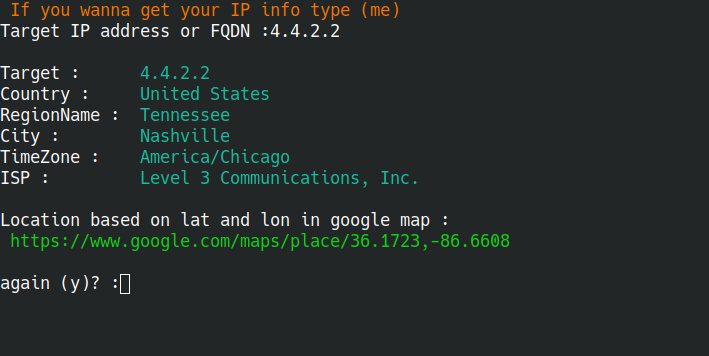 If you wanna get your IP info type (me)
Target IP address or FQDN :4.4.2.2
Target : 4.4.2.2
Country : United States
RegionName : Tennessee
City : Nashville
TimeZone : America/Chicago
ISP : Level 3 Communications, Inc.
Location based on lat and lon in google map :
https://www.google.com/maps/place/36.1723,-86.6608
again (y)? :